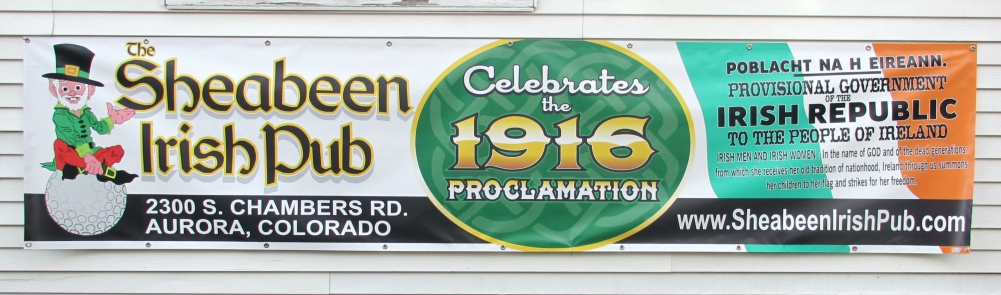 The
Sheabeen
Irish Pub
2300 S. CHAMBERS RD.
AURORA, COLORADO
Celebrates
the
1916
PROCLAMATION
POBLACHT NA H EIREANN.
PROVISIONAL GOVERNMENT
OF THE
IRISH REPUBLIC
TO THE PEOPLE OF IRELAND
IRISH MEN AND IRISH WOMEN In the name of GOD and of the dead generations
from which she receives her old tradition of nationhood, Ireland through us summons
her children to her flag and strikes for her freedom.
www.SheabeenIrishPub.com